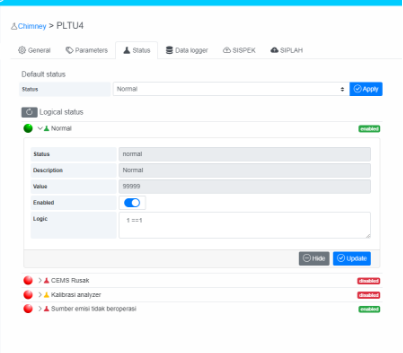 Chimney > PLTU4
General Parameters Status Data logger SISPEK SIPLAH
Default status
Status Normal Apply
Logical status
Normal enabled
Status normal
Description Normal
Value 99999
Enabled
Logic 1 ==1
Hide Update
CEMS Rusak disabled
Kalibrasi analyzer disabled
Sumber emisi tidak beroperasi enabled